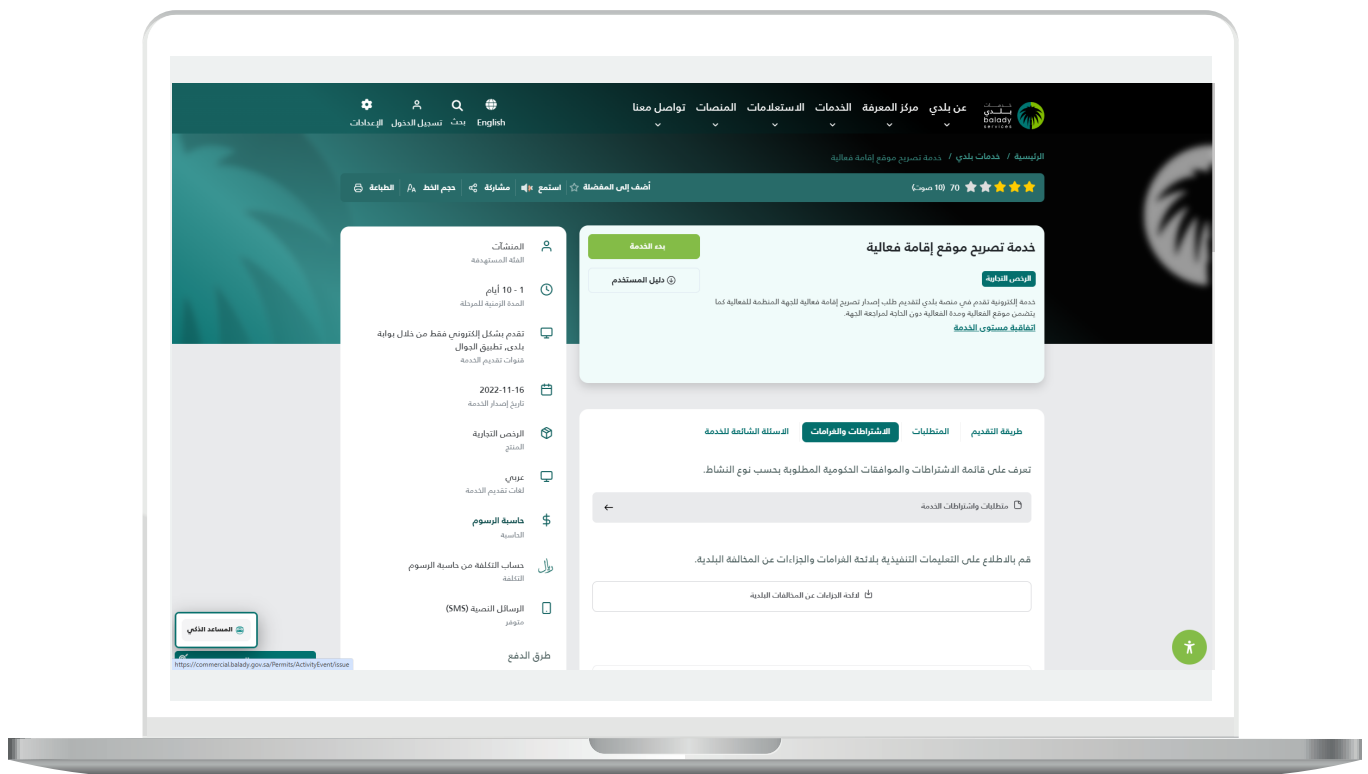 خدمات
بلدي
balady
services
عن بلدي
مركز المعرفة
الخدمات
الاستعلامات
المنصات
تواصل معنا
English
بحث
تسجيل الدخول
الإعدادات
الرئيسية / خدمات بلدي / خدمة تصريح موقع إقامة فعالية
70 (10 صوت)
أضف إلى المفضلة
استمع
مشاركة
حجم الخط
الطباعة
خدمة تصريح موقع إقامة فعالية
بدء الخدمة
دليل المستخدم
الرخص التجارية
خدمة إلكترونية تقدم في منصة بلدي لتقديم طلب إصدار تصريح إقامة فعالية للجهة المنظمة للفعالية كما
يتضمن موقع الفعالية ومدة الفعالية دون الحاجة لمراجعة الجهة.
اتفاقية مستوى الخدمة
طريقة التقديم
المتطلبات
الاشتراطات والغرامات
الاسئلة الشائعة للخدمة
تعرف على قائمة الاشتراطات والموافقات الحكومية المطلوبة بحسب نوع النشاط.
متطلبات واشتراطات الخدمة
قم بالاطلاع على التعليمات التنفيذية بلائحة الغرامات والجزاءات عن المخالفة البلدية.
لائحة الجزاءات عن المخالفات البلدية
المنشآت
الفئة المستهدفة
1 - 10 أيام
المدة الزمنية للمرحلة
تقدم بشكل إلكتروني فقط من خلال بوابة
بلدي, تطبيق الجوال
قنوات تقديم الخدمة
2022-11-16
تاريخ إصدار الخدمة
الرخص التجارية
المنتج
عربي
لغات تقديم الخدمة
حاسبة الرسوم
الحاسبة
حساب التكلفة من حاسبة الرسوم
التكلفة
الرسائل النصية (SMS)
متوفر
طرق الدفع
المساعد الذكي
https://commercial.balady.gov.sa/Permits/ActivityEvent/issue